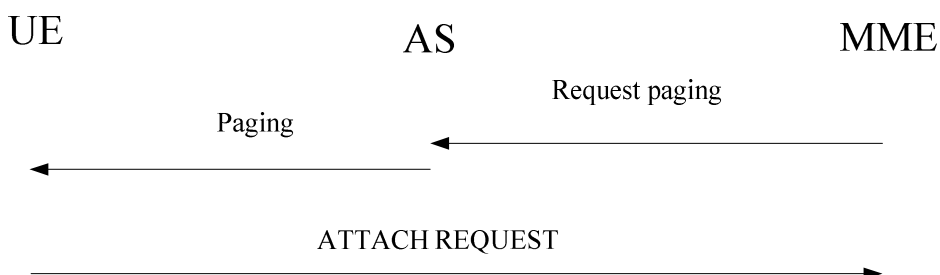 UE
AS
MME
Request paging
Paging
ATTACH REQUEST